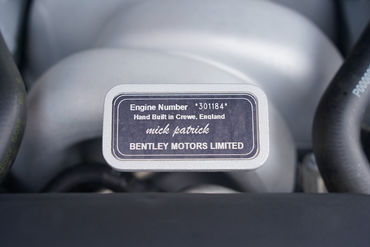 Engine Number *301184*
Hand Built in Crewe, England
mick patrick
BENTLEY MOTORS LIMITED